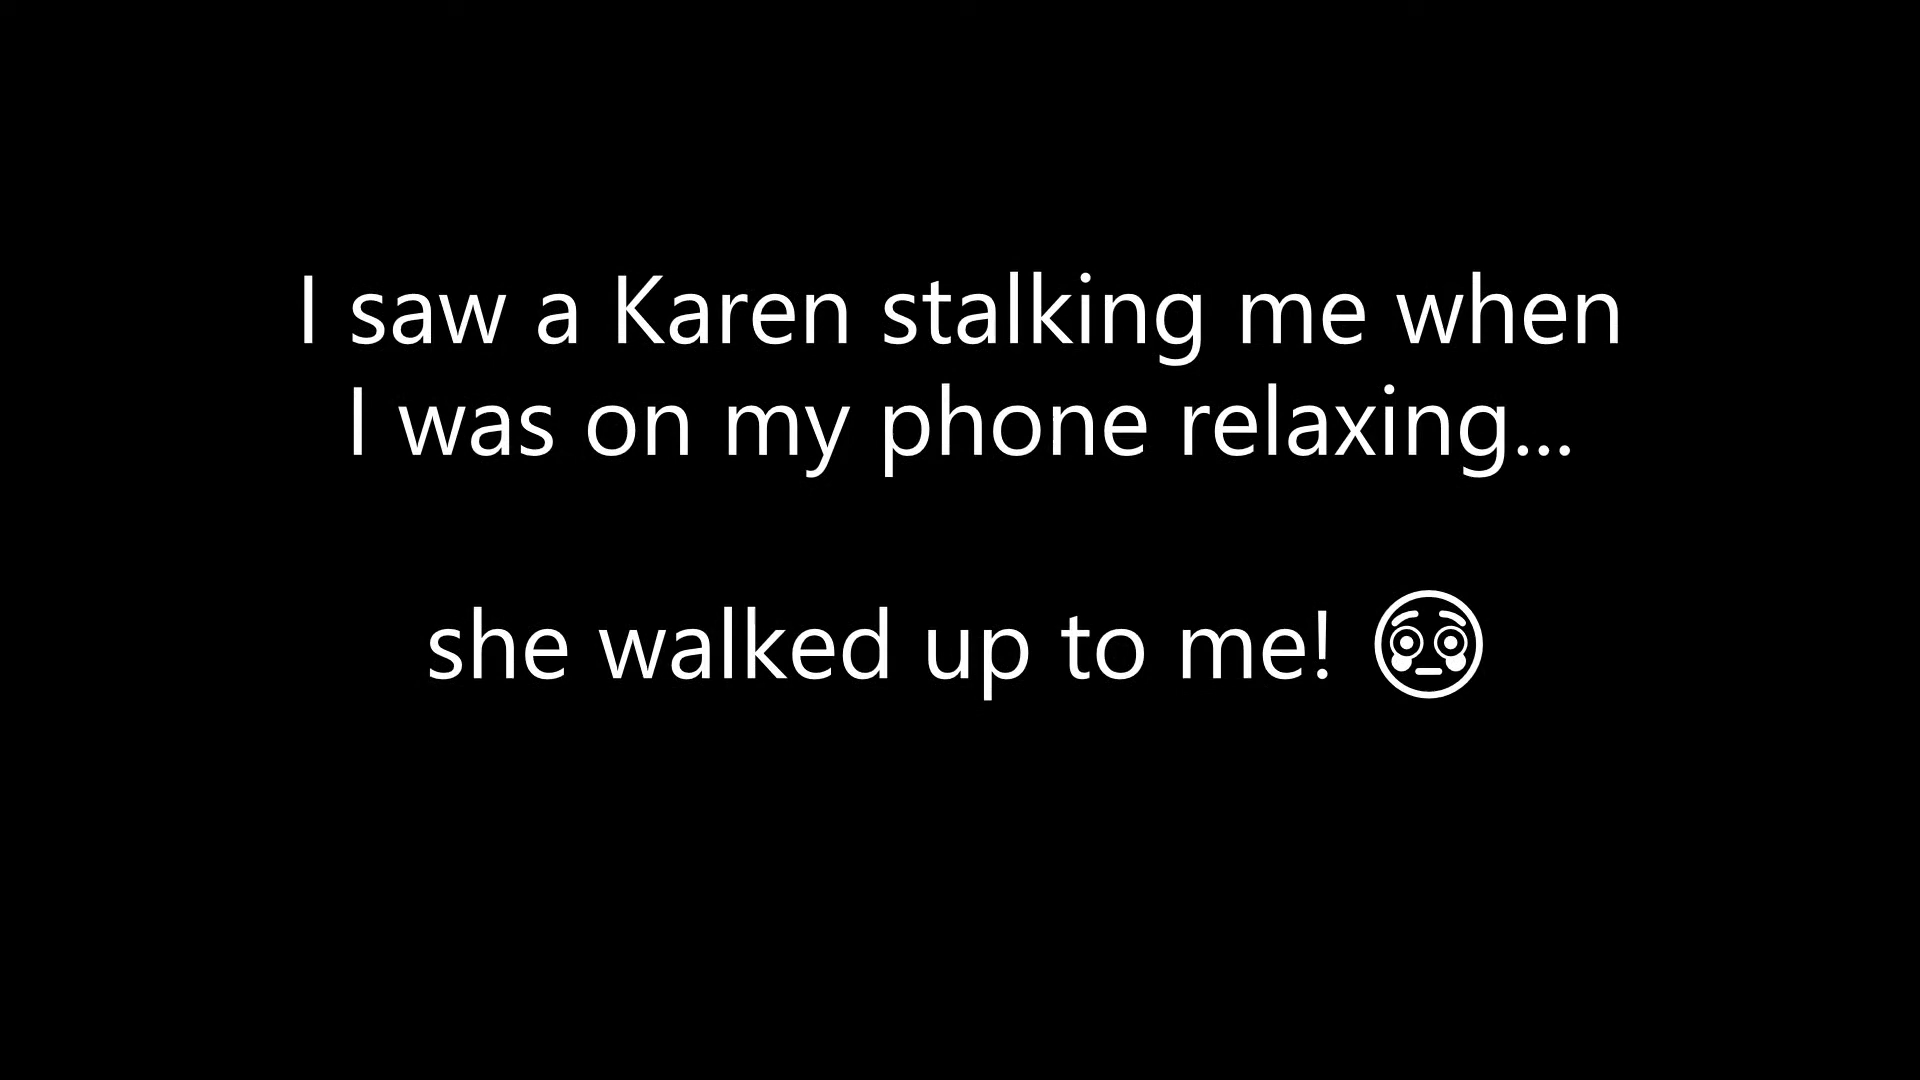 I saw a Karen stalking me when
I was on my phone relaxing...
she walked up to me! 😳